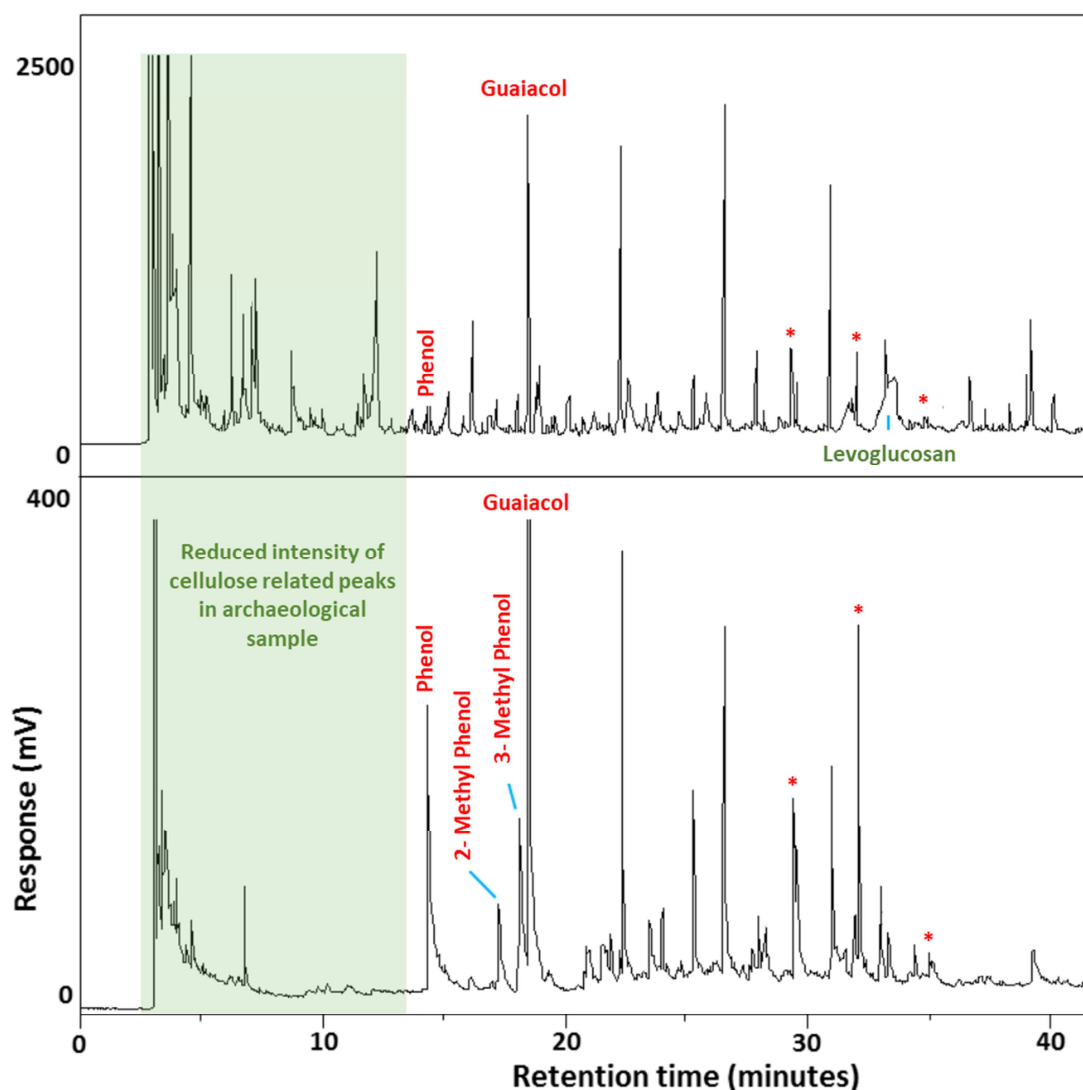 2500
Guaiacol
Phenol
*
*
*
Levoglucosan
0
400
Guaiacol
Reduced intensity of
cellulose related peaks
in archaeological
sample
Phenol
2- Methyl Phenol
3- Methyl Phenol
*
*
*
Response (mV)
0
0 10 20 30 40
Retention time (minutes)